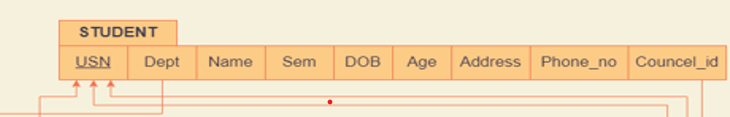 STUDENT
USN Dept Name Sem DOB Age Address Phone_no Councel_id